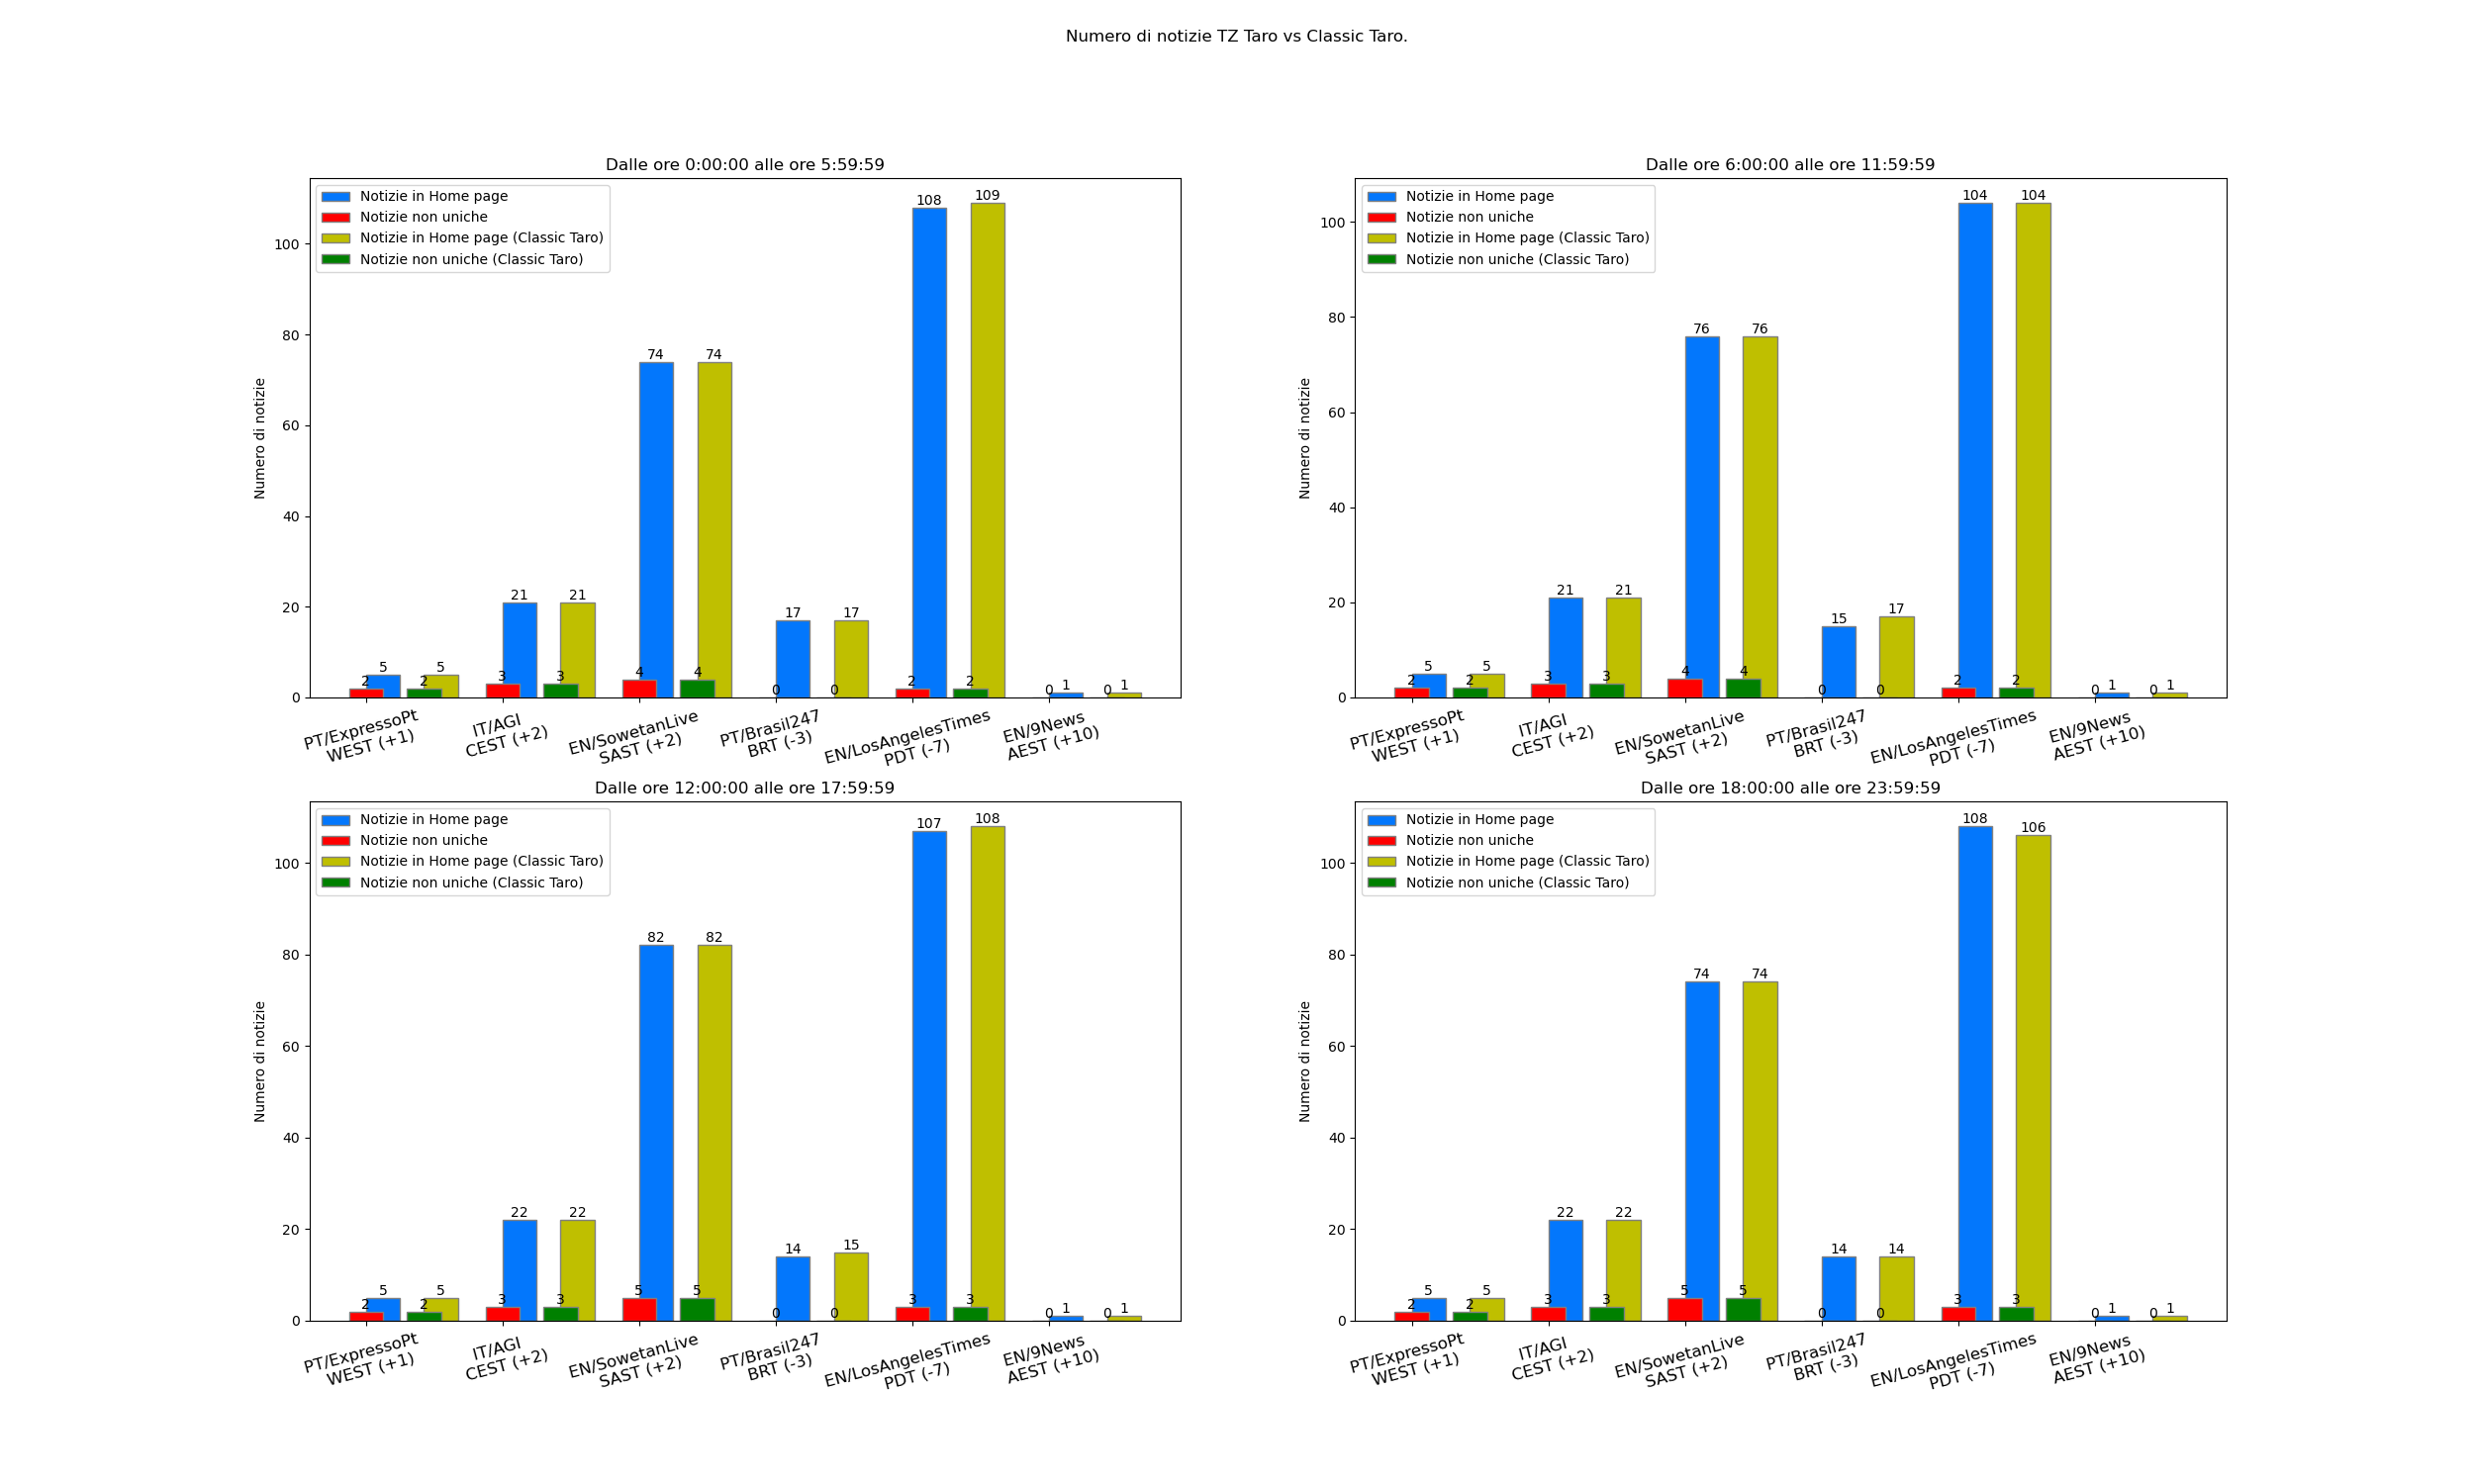 Numero di notizie TZ Taro vs Classic Taro.
Dalle ore 0:00:00 alle ore 5:59:59
Notizie in Home page
Notizie non uniche
Notizie in Home page (Classic Taro)
Notizie non uniche (Classic Taro)
Numero di notizie
100
80
60
40
20
0
2 5 2 5
3 21 3 21
4 74 4 74
0 17 0 17
2 108 2 109
0 1 0 1
PT/ExpressoPt
WEST (+1)
IT/AGI
CEST (+2)
EN/SowetanLive
SAST (+2)
PT/Brasil247
BRT (-3)
EN/LosAngelesTimes
PDT (-7)
EN/9News
AEST (+10)
Dalle ore 6:00:00 alle ore 11:59:59
Notizie in Home page
Notizie non uniche
Notizie in Home page (Classic Taro)
Notizie non uniche (Classic Taro)
Numero di notizie
100
80
60
40
20
0
2 5 2 5
3 21 3 21
4 76 4 76
0 15 0 17
2 104 2 104
0 1 0 1
PT/ExpressoPt
WEST (+1)
IT/AGI
CEST (+2)
EN/SowetanLive
SAST (+2)
PT/Brasil247
BRT (-3)
EN/LosAngelesTimes
PDT (-7)
EN/9News
AEST (+10)
Dalle ore 12:00:00 alle ore 17:59:59
Notizie in Home page
Notizie non uniche
Notizie in Home page (Classic Taro)
Notizie non uniche (Classic Taro)
Numero di notizie
100
80
60
40
20
0
2 5 2 5
3 22 3 22
5 82 5 82
0 14 0 15
3 107 3 108
0 1 0 1
PT/ExpressoPt
WEST (+1)
IT/AGI
CEST (+2)
EN/SowetanLive
SAST (+2)
PT/Brasil247
BRT (-3)
EN/LosAngelesTimes
PDT (-7)
EN/9News
AEST (+10)
Dalle ore 18:00:00 alle ore 23:59:59
Notizie in Home page
Notizie non uniche
Notizie in Home page (Classic Taro)
Notizie non uniche (Classic Taro)
Numero di notizie
100
80
60
40
20
0
2 5 2 5
3 22 3 22
5 74 5 74
0 14 0 14
3 108 3 106
0 1 0 1
PT/ExpressoPt
WEST (+1)
IT/AGI
CEST (+2)
EN/SowetanLive
SAST (+2)
PT/Brasil247
BRT (-3)
EN/LosAngelesTimes
PDT (-7)
EN/9News
AEST (+10)